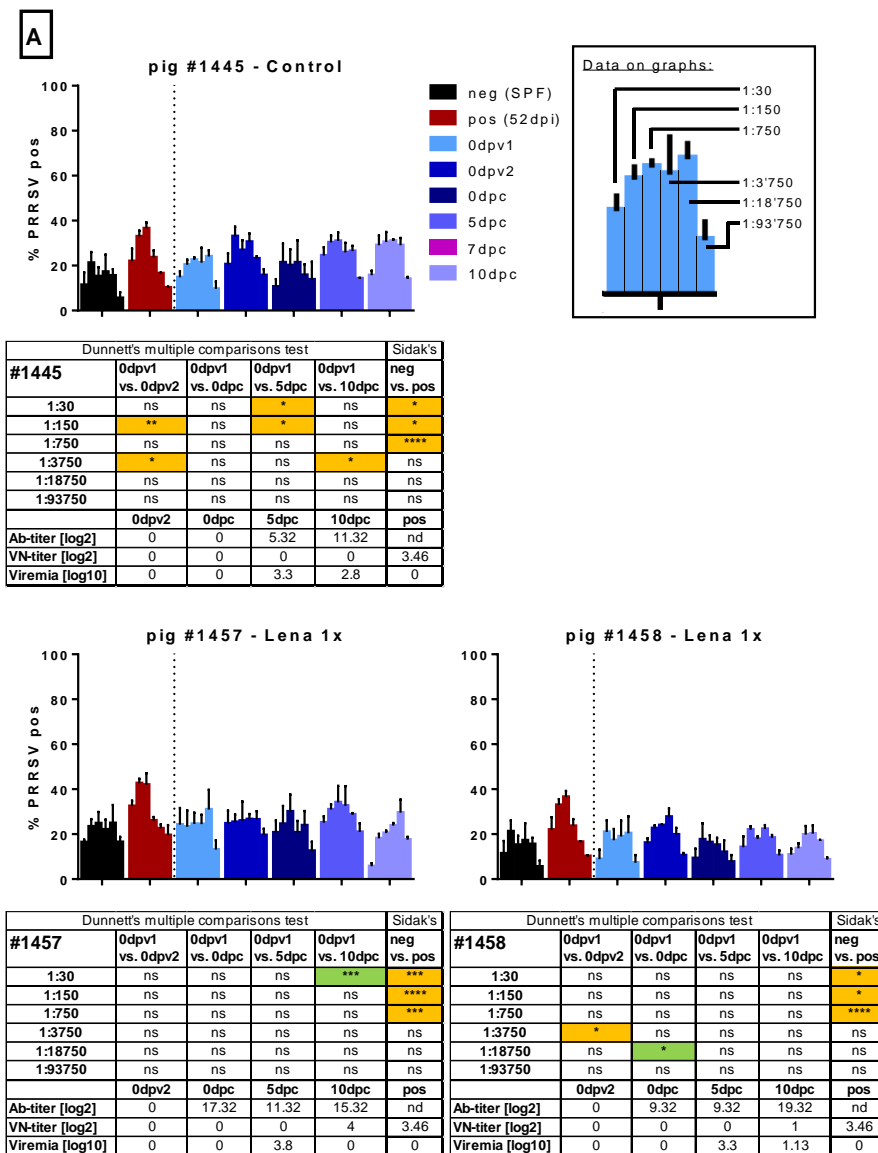 A
pig #1445 - Control
100
80
60
40
20
0
% PRRSV pos
neg (SPF)
pos (52dpi)
0dpv1
0dpv2
0dpc
5dpc
7dpc
10dpc
Data on graphs:
1:30
1:150
1:750
1:3'750
1:18'750
1:93'750
Dunnett's multiple comparisons test Sidak's
#1445 0dpv1 vs. 0dpv2 0dpv1 vs. 0dpc 0dpv1 vs. 5dpc 0dpv1 vs. 10dpc neg vs. pos
1:30 ns ns * ns *
1:150 ** ns * ns *
1:750 ns ns ns ns ****
1:3750 * ns ns * ns
1:18750 ns ns ns ns ns
1:93750 ns ns ns ns ns
0dpv2 0dpc 5dpc 10dpc pos
Ab-titer [log2] 0 0 5.32 11.32 nd
VN-titer [log2] 0 0 0 0 3.46
Viremia [log10] 0 0 3.3 2.8 0
pig #1457 - Lena 1x
100
80
60
40
20
0
% PRRSV pos
pig #1458 - Lena 1x
100
80
60
40
20
0
Dunnett's multiple comparisons test Sidak's
#1457 0dpv1 vs. 0dpv2 0dpv1 vs. 0dpc 0dpv1 vs. 5dpc 0dpv1 vs. 10dpc neg vs. pos
1:30 ns ns ns *** ***
1:150 ns ns ns ns ****
1:750 ns ns ns ns ***
1:3750 ns ns ns ns ns
1:18750 ns ns ns ns ns
1:93750 ns ns ns ns ns
0dpv2 0dpc 5dpc 10dpc pos
Ab-titer [log2] 0 17.32 11.32 15.32 nd
VN-titer [log2] 0 0 0 4 3.46
Viremia [log10] 0 0 3.8 0 0
Dunnett's multiple comparisons test Sidak's
#1458 0dpv1 vs. 0dpv2 0dpv1 vs. 0dpc 0dpv1 vs. 5dpc 0dpv1 vs. 10dpc neg vs. pos
1:30 ns ns ns ns *
1:150 ns ns ns ns *
1:750 ns ns ns ns ****
1:3750 * ns ns ns ns
1:18750 ns * ns ns ns
1:93750 ns ns ns ns ns
0dpv2 0dpc 5dpc 10dpc pos
Ab-titer [log2] 0 9.32 9.32 19.32 nd
VN-titer [log2] 0 0 0 1 3.46
Viremia [log10] 0 0 3.3 1.13 0